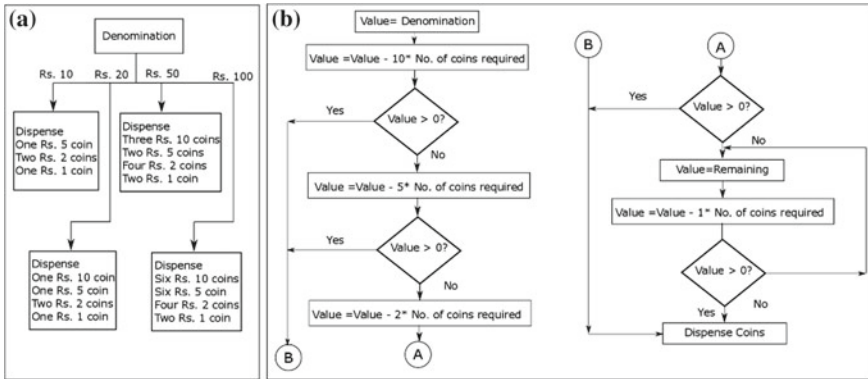 (a)
Denomination
Rs. 10
Rs. 20
Rs. 50
Rs. 100
Dispense
One Rs. 5 coin
Two Rs. 2 coins
One Rs. 1 coin
Dispense
Three Rs. 10 coins
Two Rs. 5 coins
Four Rs. 2 coins
Two Rs. 1 coin
Dispense
One Rs. 10 coin
One Rs. 5 coin
Two Rs. 2 coins
One Rs. 1 coin
Dispense
Six Rs. 10 coins
Six Rs. 5 coin
Four Rs. 2 coins
Two Rs. 1 coin
(b)
Value= Denomination
Value =Value - 10* No. of coins required
Yes
Value > 0?
No
Value =Value - 5* No. of coins required
Yes
Value > 0?
No
Value =Value - 2* No. of coins required
B
A
B
A
Yes
Value > 0?
No
Value=Remaining
Value =Value - 1* No. of coins required
Value > 0?
Yes
No
Dispense Coins